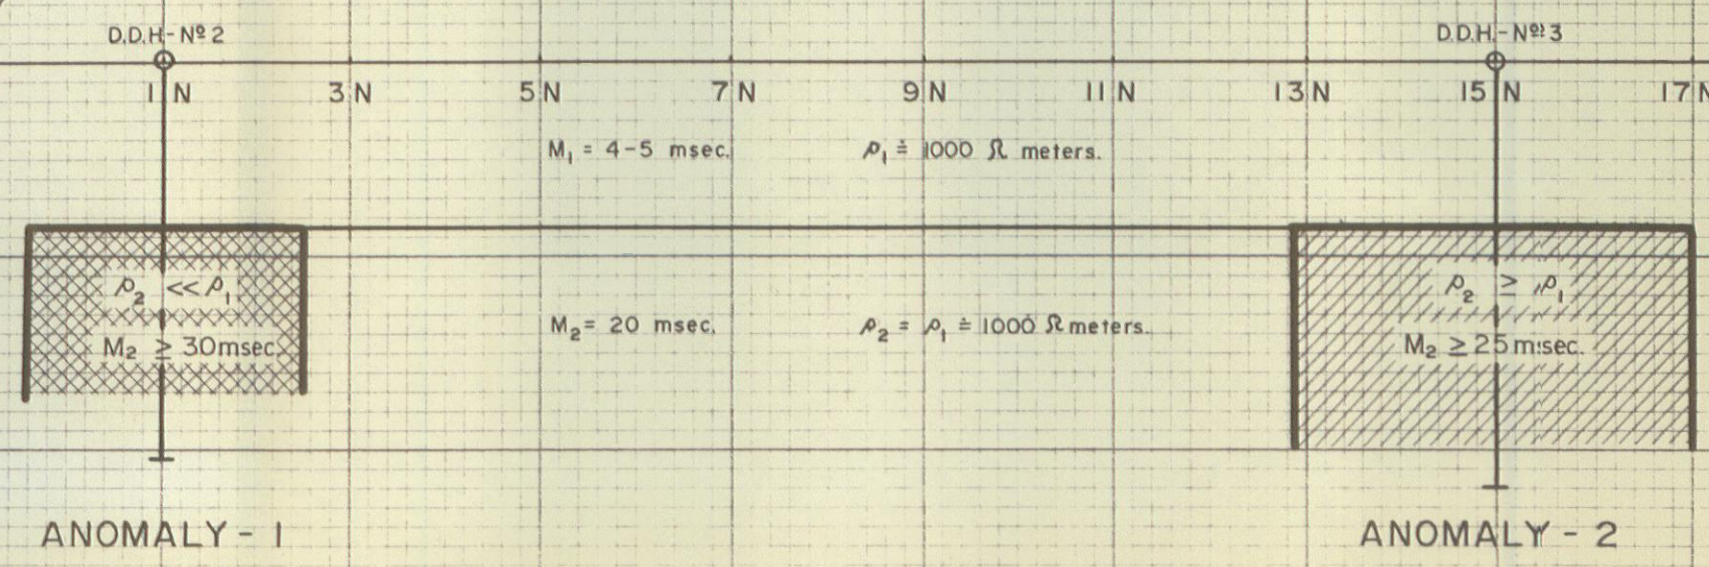 D.D.H.- Nº 2
D.D.H.- Nº 3
1 N 3 N 5 N 7 N 9 N 11 N 13 N 15 N 17 N
M₁ = 4-5 msec. ρ₁ ≐ 1000 Ω meters.
ρ₂ << ρ₁
M₂ ≥ 30 msec.
M₂ = 20 msec. ρ₂ = ρ₁ ≐ 1000 Ω meters.
ρ₂ ≥ ρ₁
M₂ ≥ 25 msec.
ANOMALY - 1
ANOMALY - 2